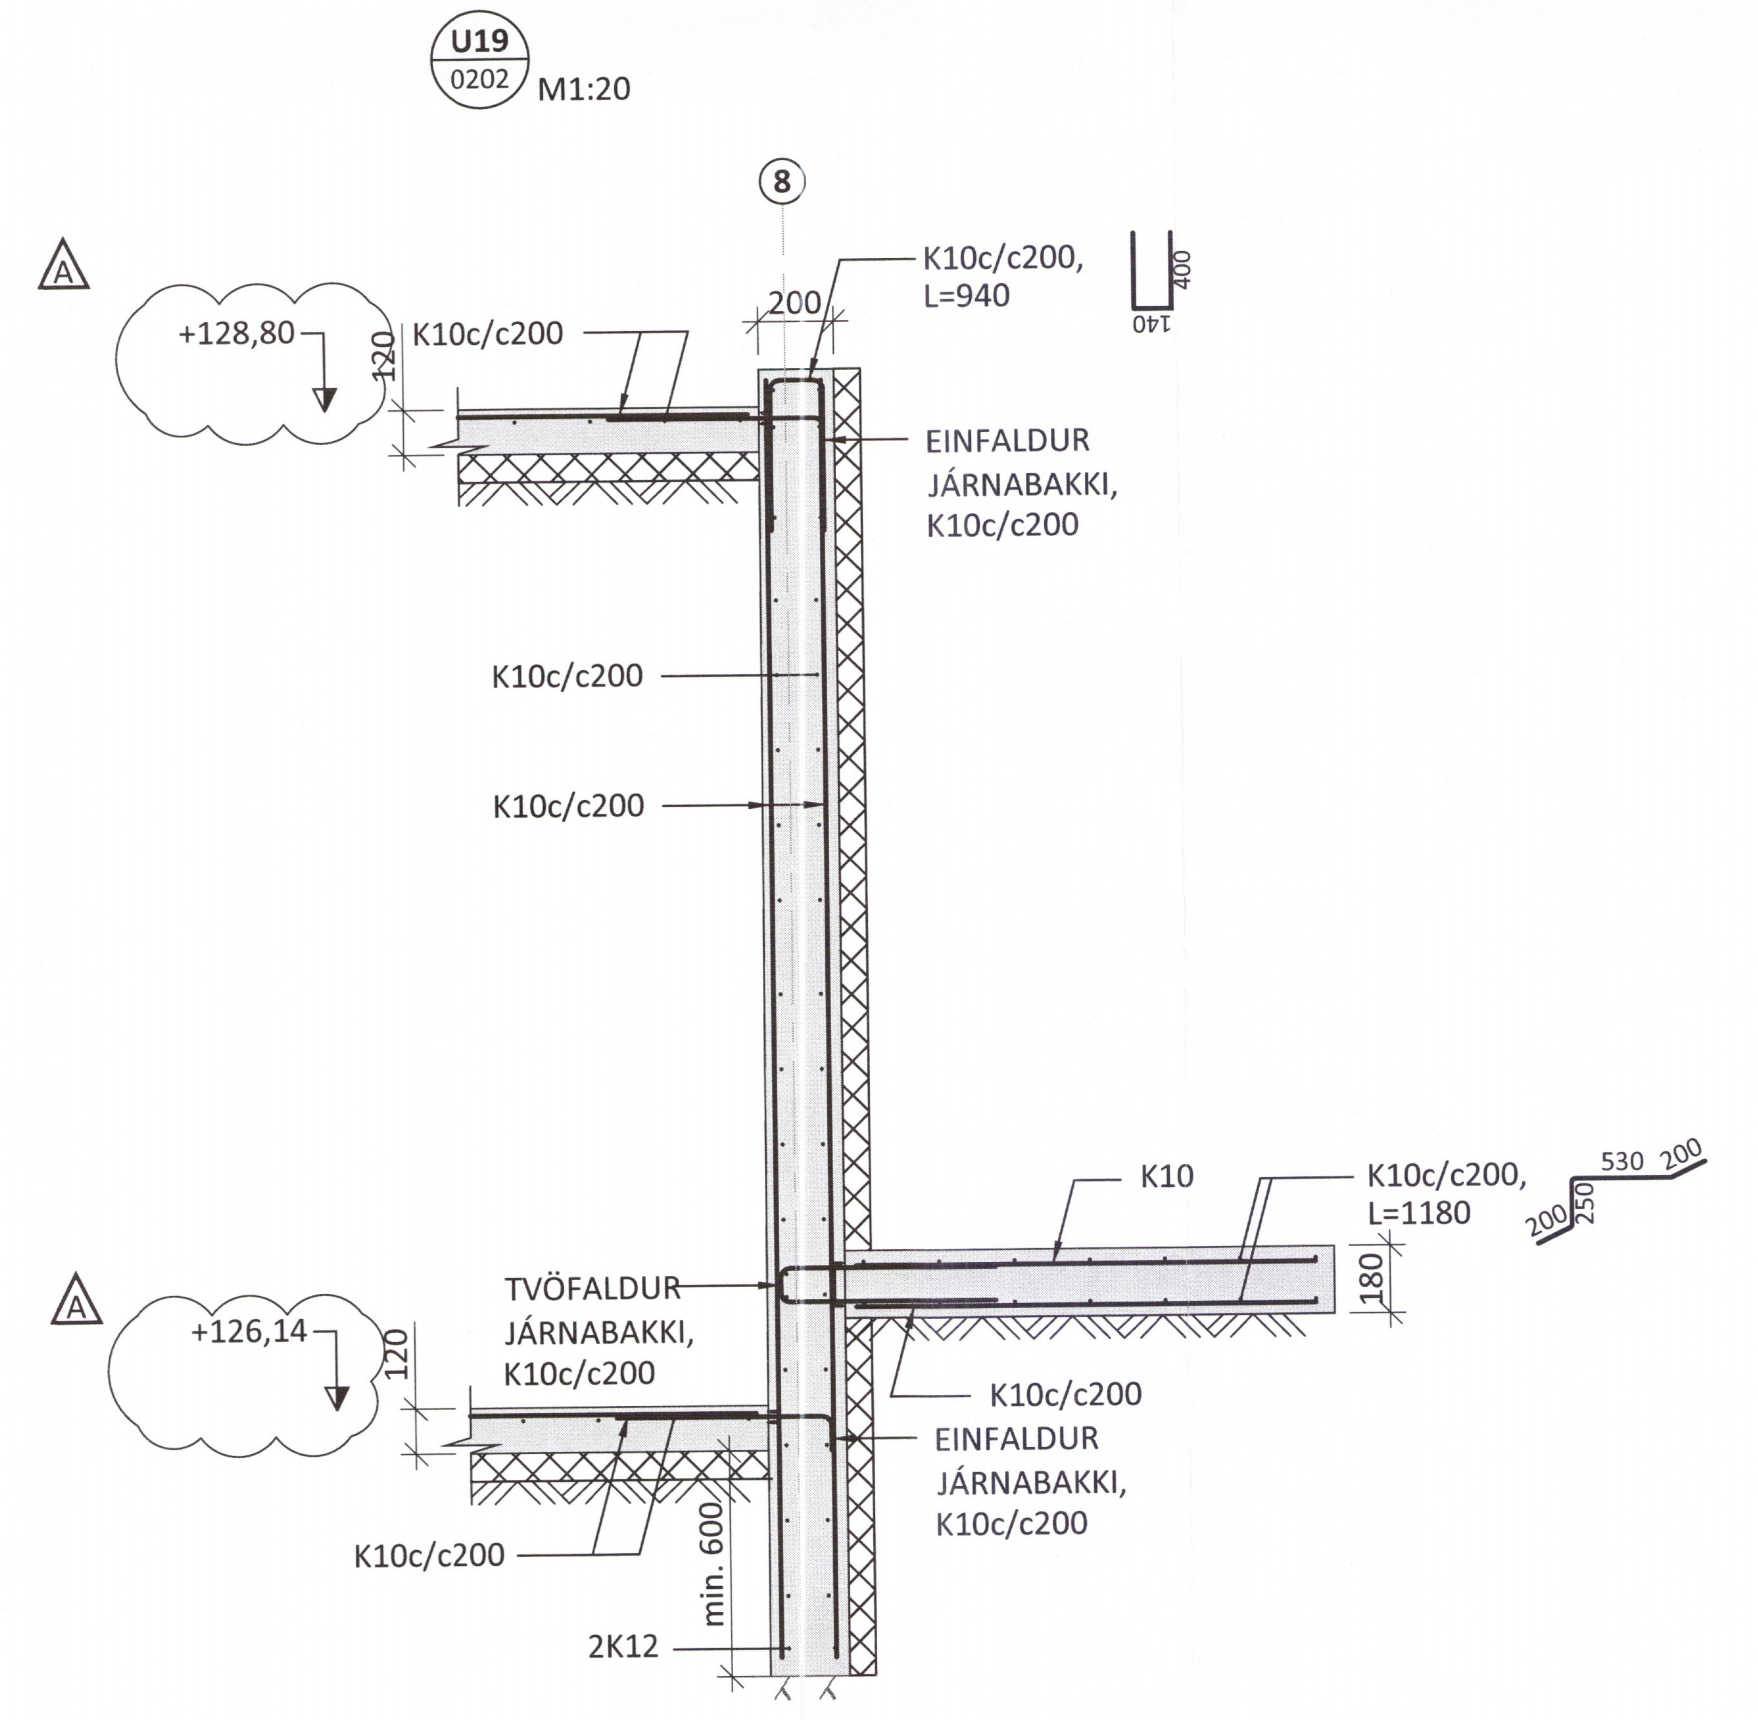 U19
0202
M1:20
8
K10c/c200,
L=940
400
140
200
A
+128,80
120
K10c/c200
EINFALDUR
JÁRNABAKKI,
K10c/c200
K10c/c200
K10c/c200
K10
K10c/c200,
L=1180
530
200
250
200
180
TVÖFALDUR
JÁRNABAKKI,
K10c/c200
A
+126,14
120
K10c/c200
EINFALDUR
JÁRNABAKKI,
K10c/c200
K10c/c200
min. 600
2K12